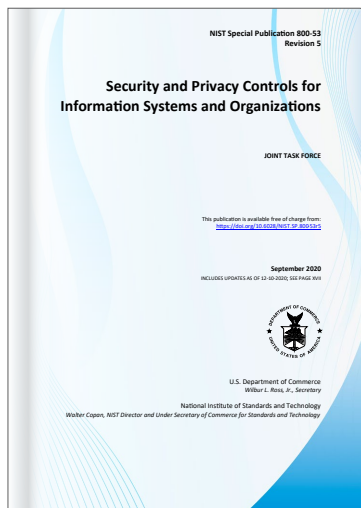 NIST Special Publication 800-53
Revision 5
Security and Privacy Controls for
Information Systems and Organizations
JOINT TASK FORCE
This publication is available free of charge from:
https://doi.org/10.6028/NIST.SP.800-53r5
September 2020
INCLUDES UPDATES AS OF 12-10-2020; SEE PAGE XVII
DEPARTMENT OF COMMERCE
UNITED STATES OF AMERICA
U.S. Department of Commerce
Wilbur L. Ross, Jr., Secretary
National Institute of Standards and Technology
Walter Copan, NIST Director and Under Secretary of Commerce for Standards and Technology